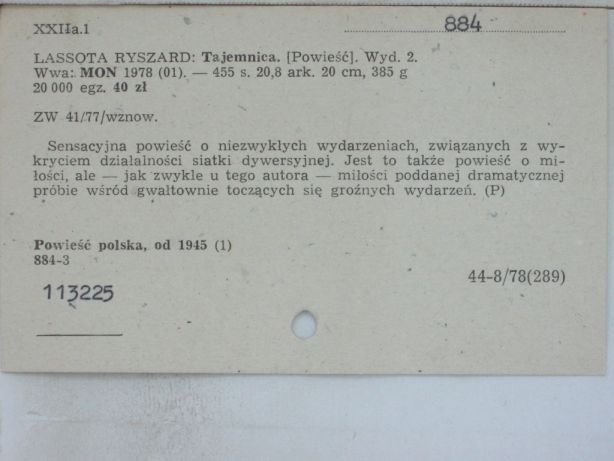 XXIIa.1
884
LASSOTA RYSZARD: Tajemnica. [Powieść]. Wyd. 2.
Wwa: MON 1978 (01). — 455 s. 20,8 ark. 20 cm, 385 g
20 000 egz. 40 zł
ZW 41/77/wznow.
Sensacyjna powieść o niezwykłych wydarzeniach, związanych z wy-
kryciem działalności siatki dywersyjnej. Jest to także powieść o mi-
łości, ale — jak zwykle u tego autora — miłości poddanej dramatycznej
próbie wśród gwałtownie toczących się groźnych wydarzeń. (P)
Powieść polska, od 1945 (1)
884-3
44-8/78(289)
113225